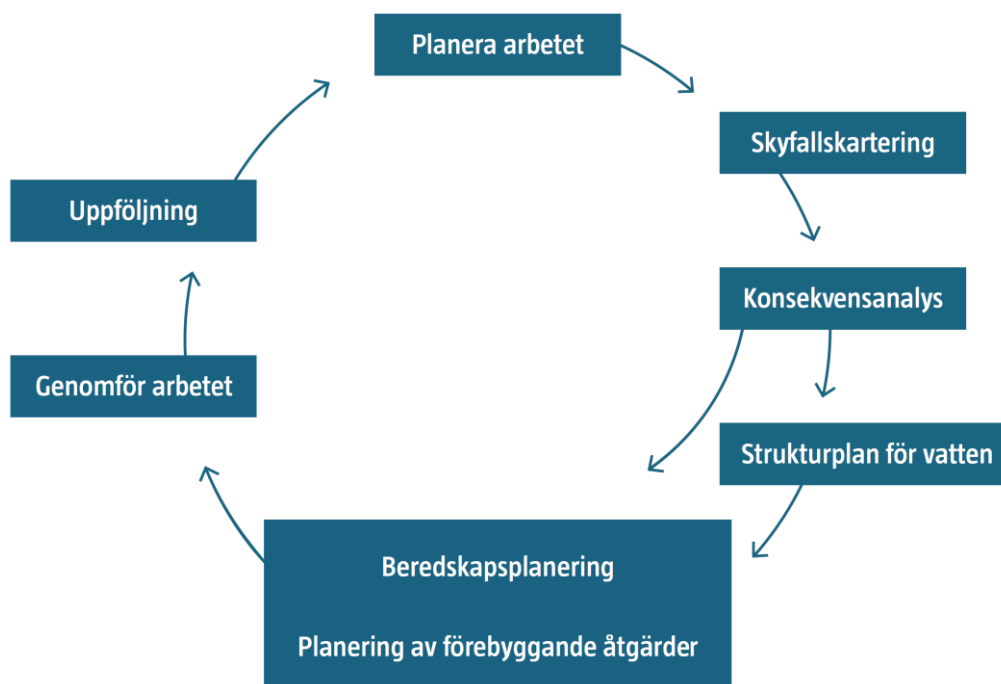 Planera arbetet
Skyfallskartering
Konsekvensanalys
Strukturplan för vatten
Beredskapsplanering
Planering av förebyggande åtgärder
Genomför arbetet
Uppföljning